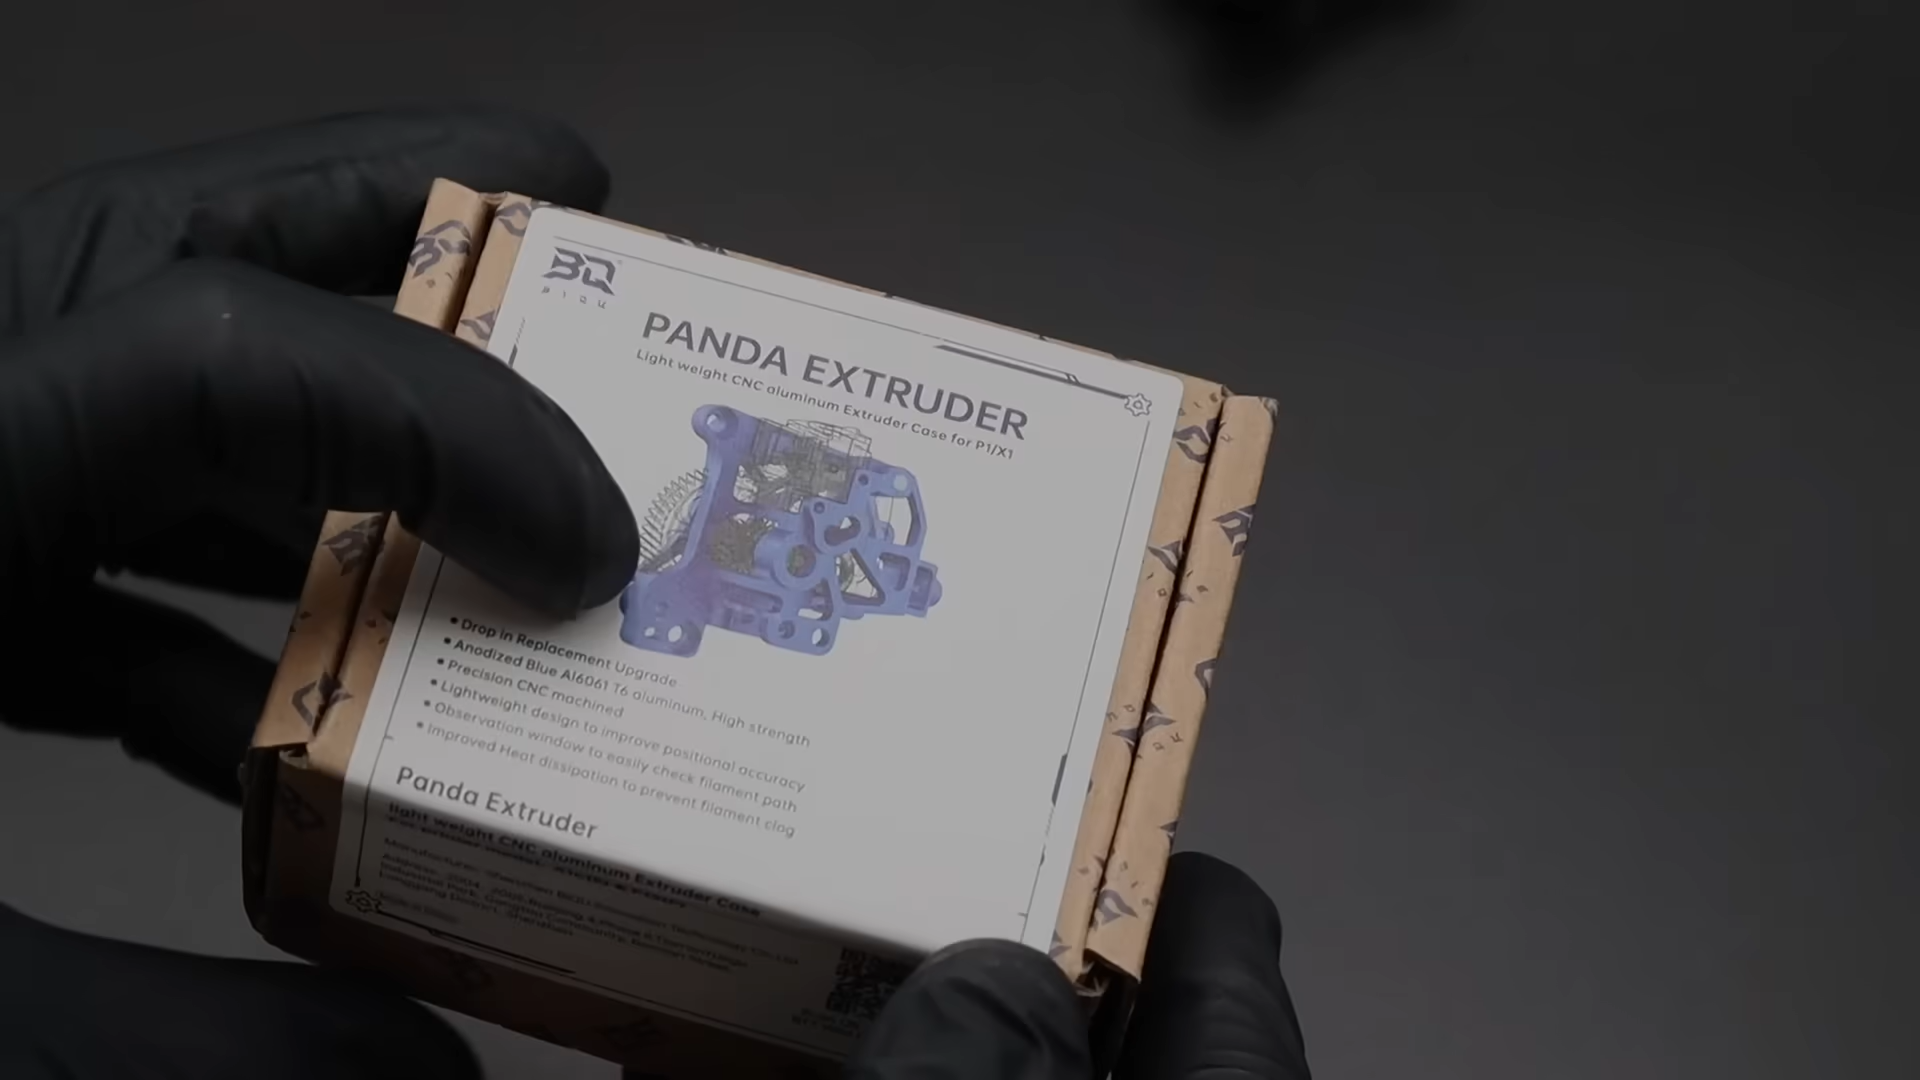 BQ
BIQU
PANDA EXTRUDER
Light weight CNC aluminum Extruder Case for P1/X1
• Drop in Replacement Upgrade
• Anodized Blue Al6061 T6 aluminum, High strength
• Precision CNC machined
• Lightweight design to improve positional accuracy
• Observation window to easily check filament path
• Improved Heat dissipation to prevent filament clog
Panda Extruder
light weight CNC aluminum Extruder Case